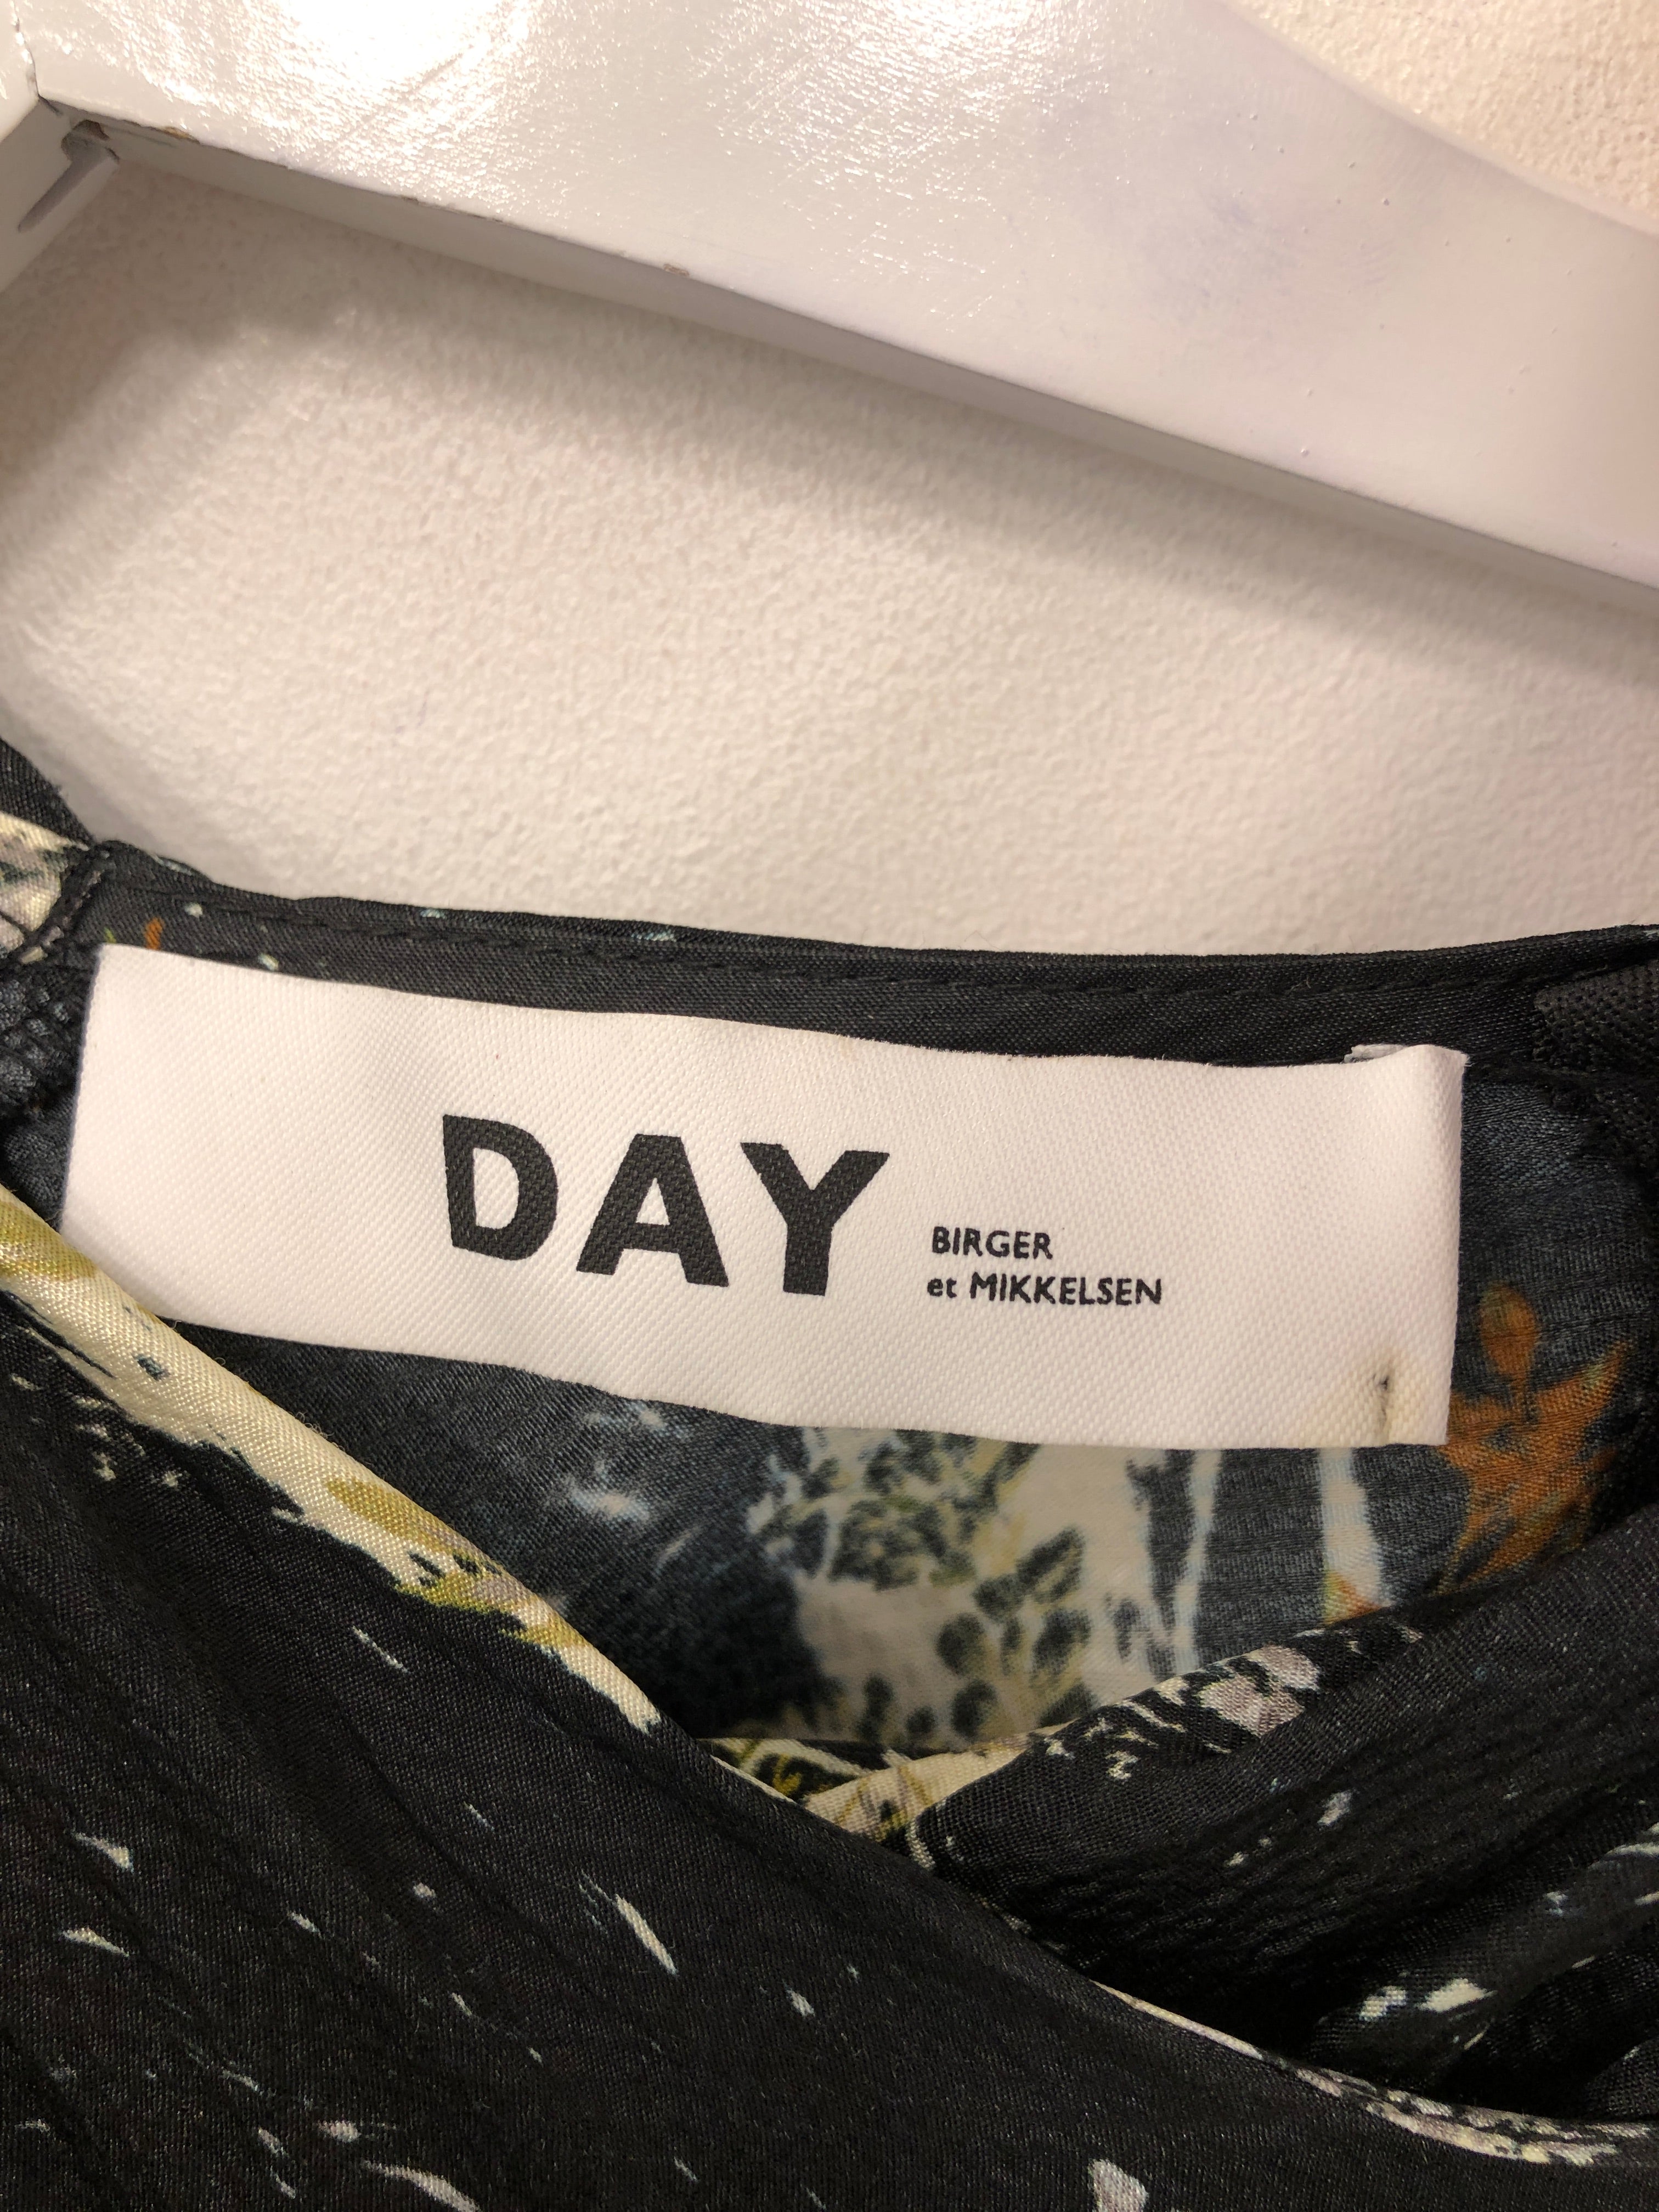 DAY
BIRGER
et MIKKELSEN